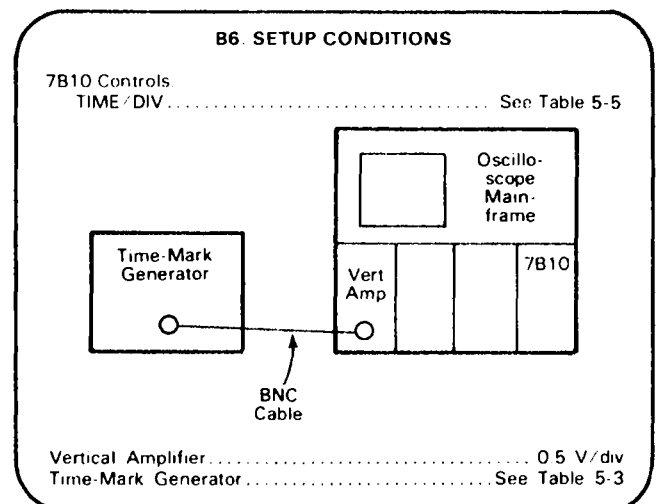 B6. SETUP CONDITIONS
7B10 Controls.
TIME/DIV................................ See Table 5-5
Oscillo-
scope
Main-
frame
Time-Mark
Generator
Vert
Amp
7B10
BNC
Cable
Vertical Amplifier................................ 0 5 V/div
Time-Mark Generator........................See Table 5-3